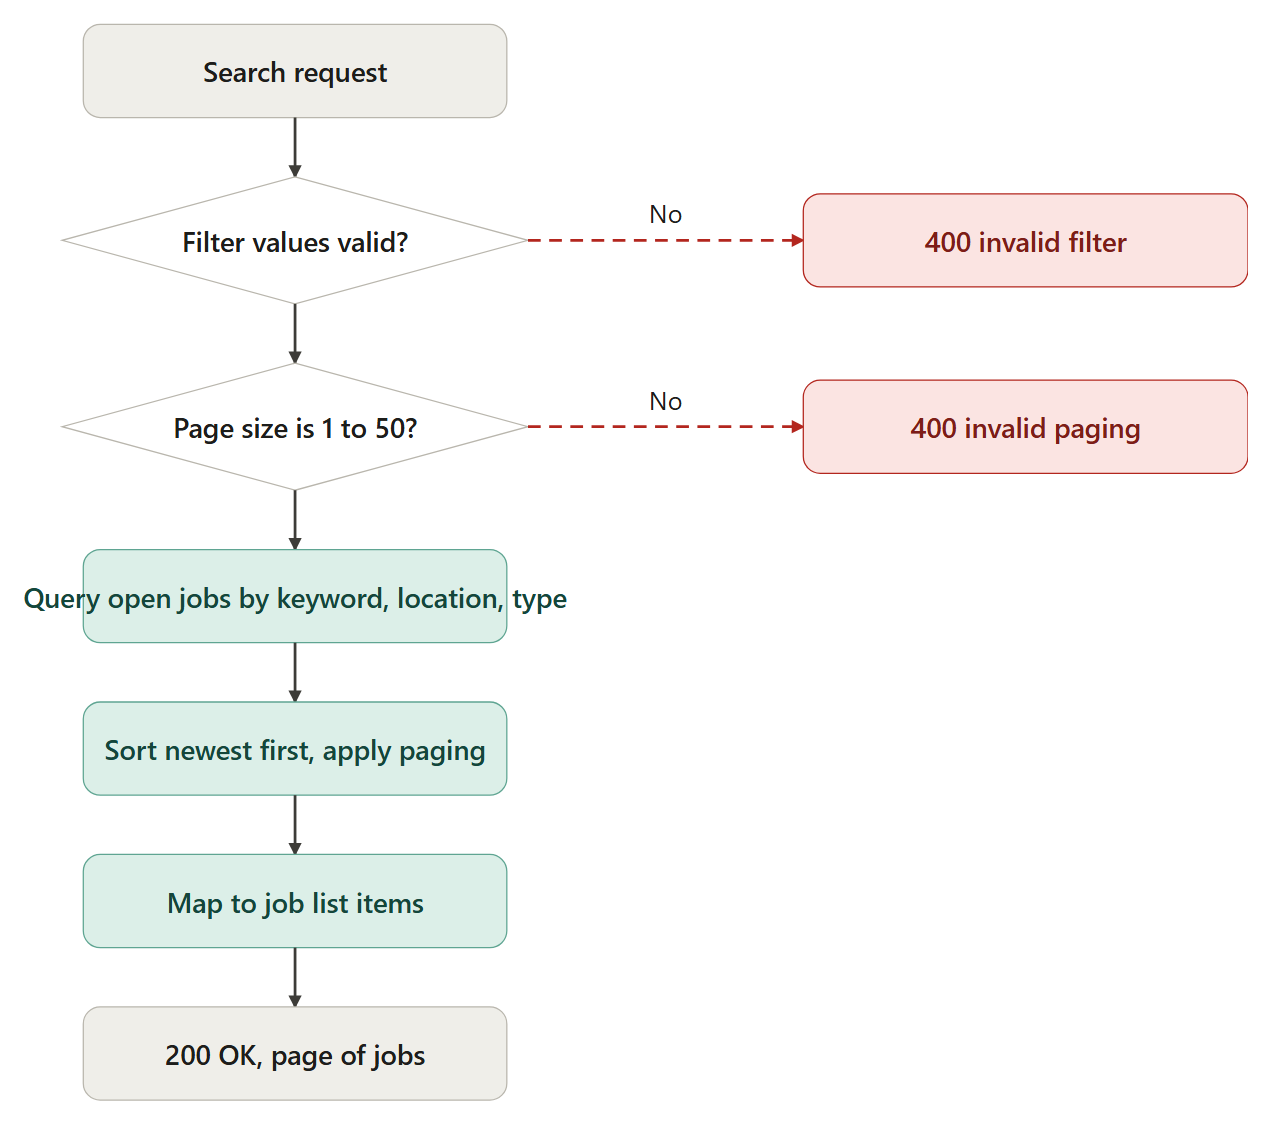 Search request
Filter values valid?
No
400 invalid filter
Page size is 1 to 50?
No
400 invalid paging
Query open jobs by keyword, location, type
Sort newest first, apply paging
Map to job list items
200 OK, page of jobs